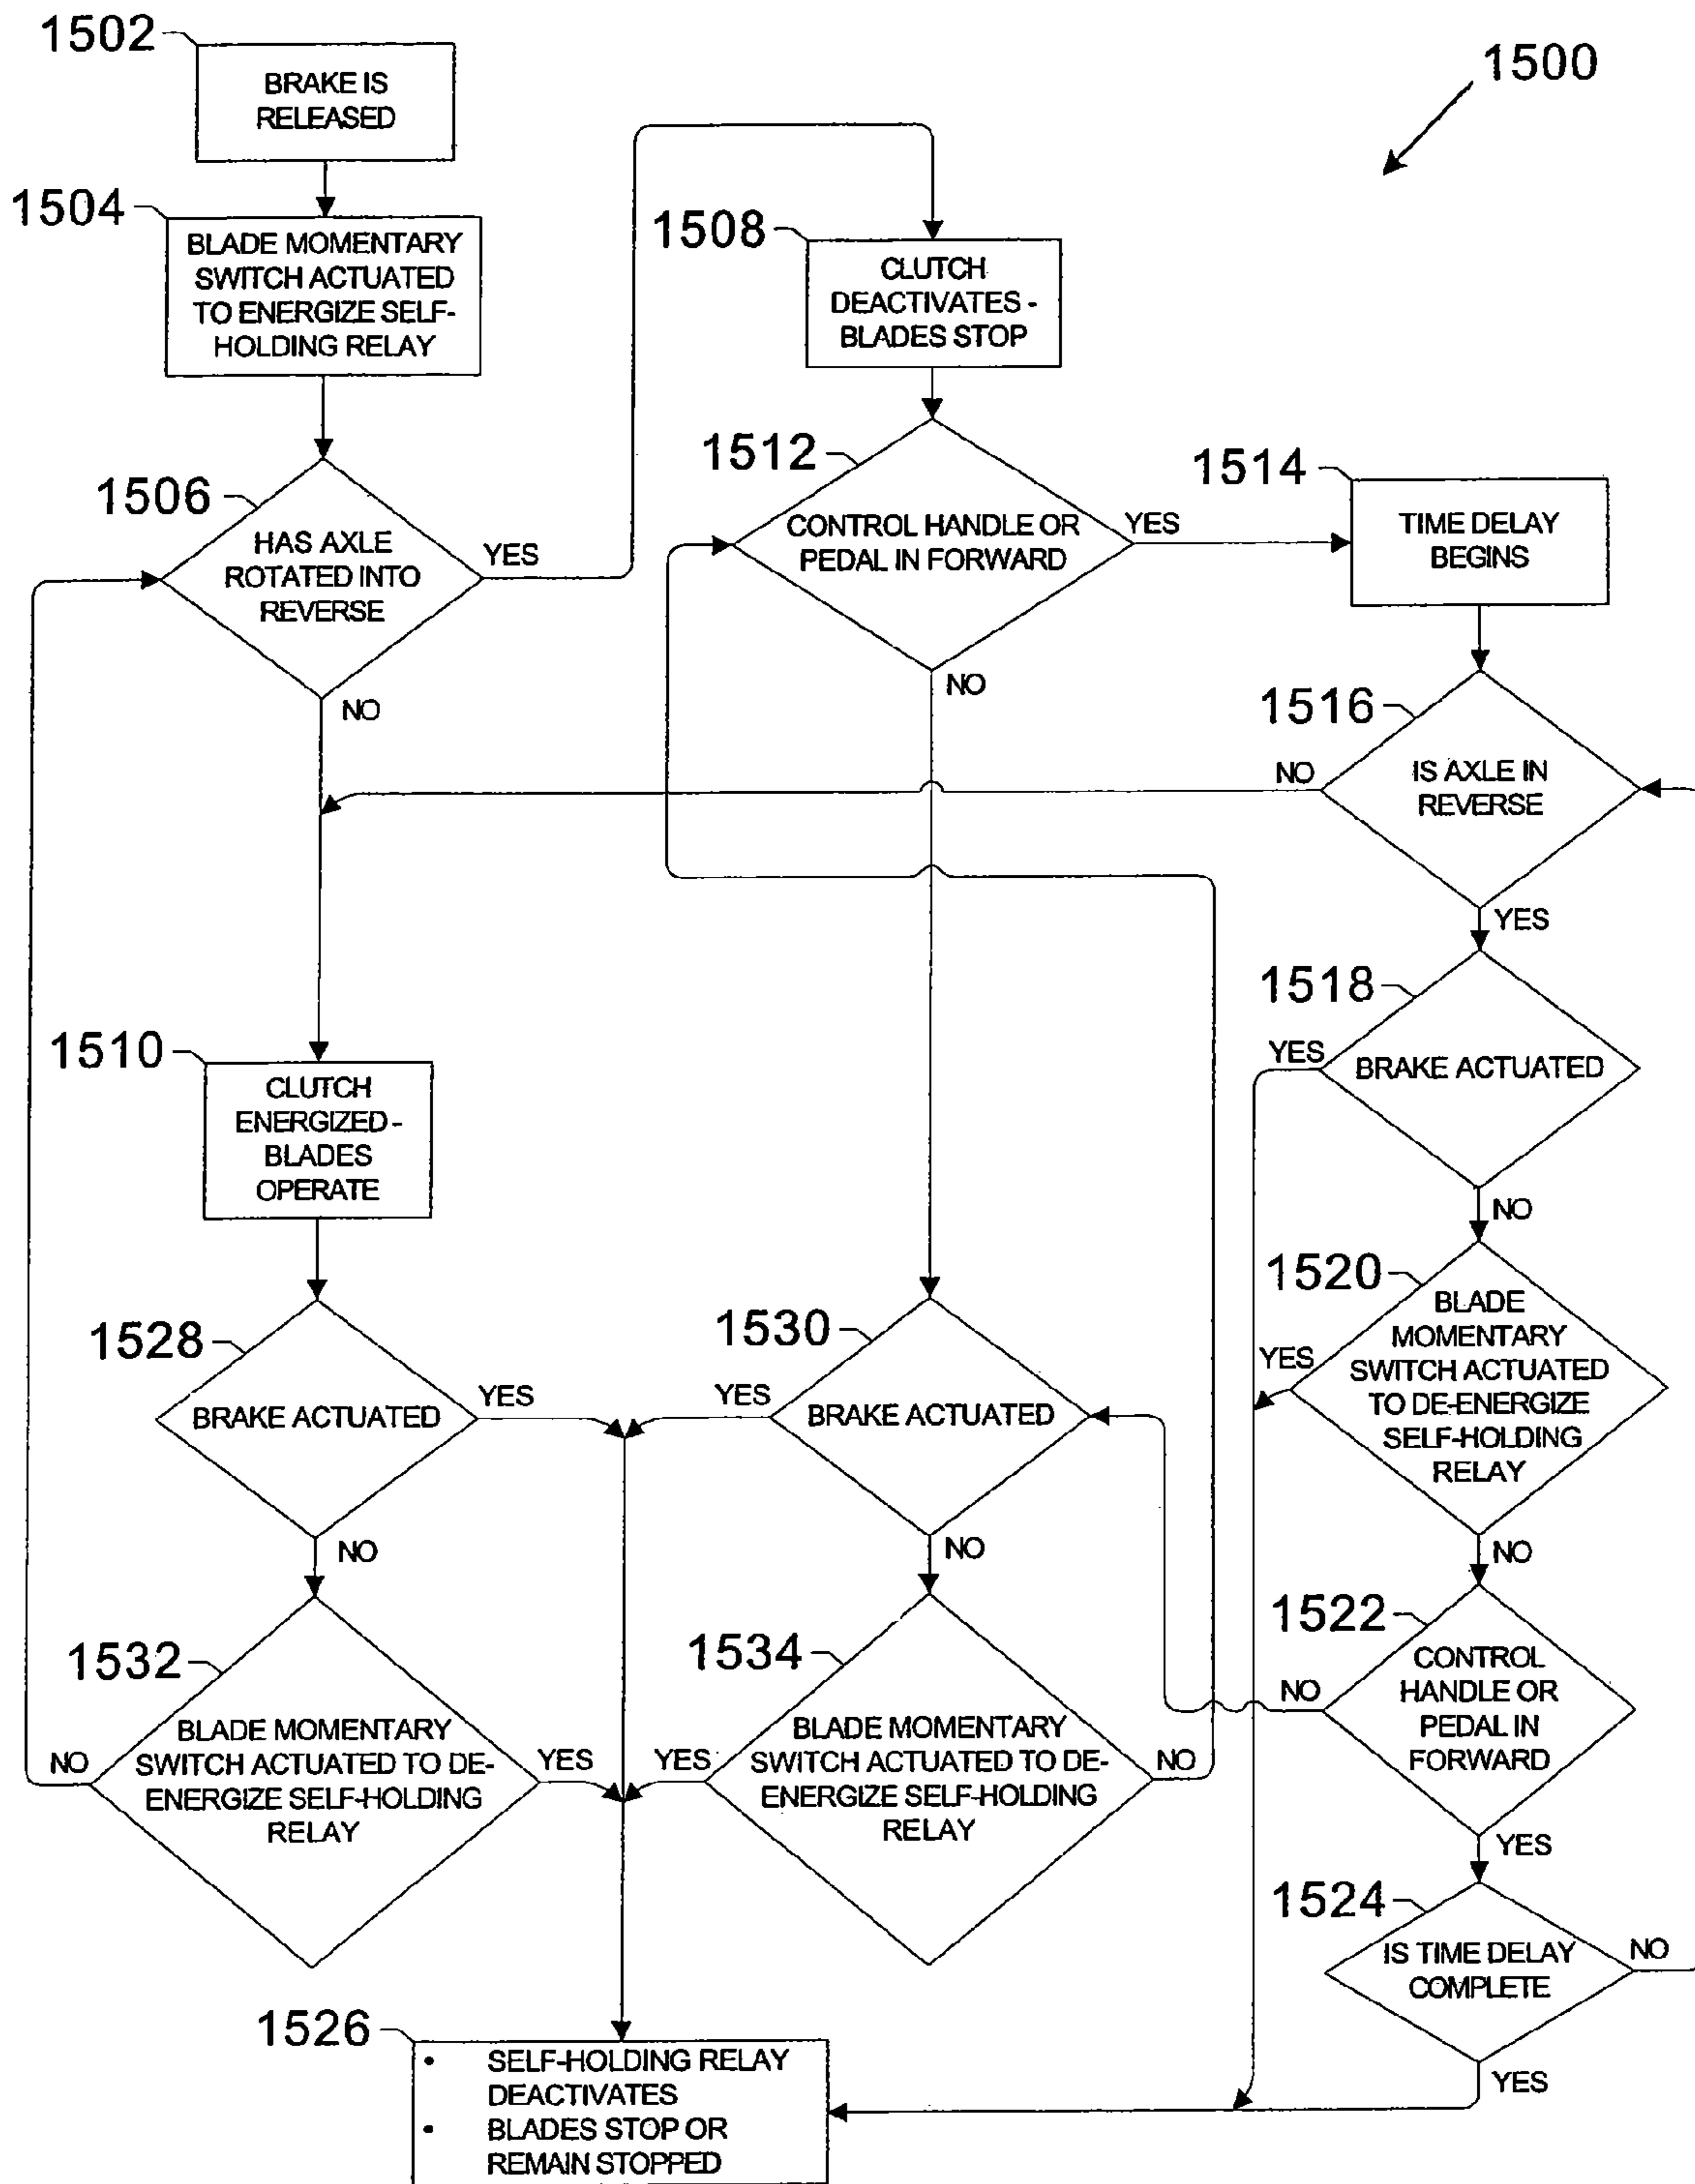 1500
1502
BRAKE IS
RELEASED
1504
BLADE MOMENTARY
SWITCH ACTUATED
TO ENERGIZE SELF-
HOLDING RELAY
1506
HAS AXLE
ROTATED INTO
REVERSE
YES
NO
1508
CLUTCH
DEACTIVATES -
BLADES STOP
1512
CONTROL HANDLE OR
PEDAL IN FORWARD
YES
NO
1514
TIME DELAY
BEGINS
1516
IS AXLE IN
REVERSE
NO
YES
1518
BRAKE ACTUATED
YES
NO
1510
CLUTCH
ENERGIZED -
BLADES
OPERATE
1520
BLADE
MOMENTARY
SWITCH ACTUATED
TO DE-ENERGIZE
SELF-HOLDING
RELAY
YES
NO
1528
BRAKE ACTUATED
YES
NO
1530
BRAKE ACTUATED
YES
NO
1522
CONTROL
HANDLE OR
PEDAL IN
FORWARD
NO
YES
1532
BLADE MOMENTARY
SWITCH ACTUATED TO DE-
ENERGIZE SELF-HOLDING
RELAY
NO
YES
1534
BLADE MOMENTARY
SWITCH ACTUATED TO DE-
ENERGIZE SELF-HOLDING
RELAY
YES
NO
1524
IS TIME DELAY
COMPLETE
NO
YES
1526
• SELF-HOLDING RELAY
DEACTIVATES
• BLADES STOP OR
REMAIN STOPPED